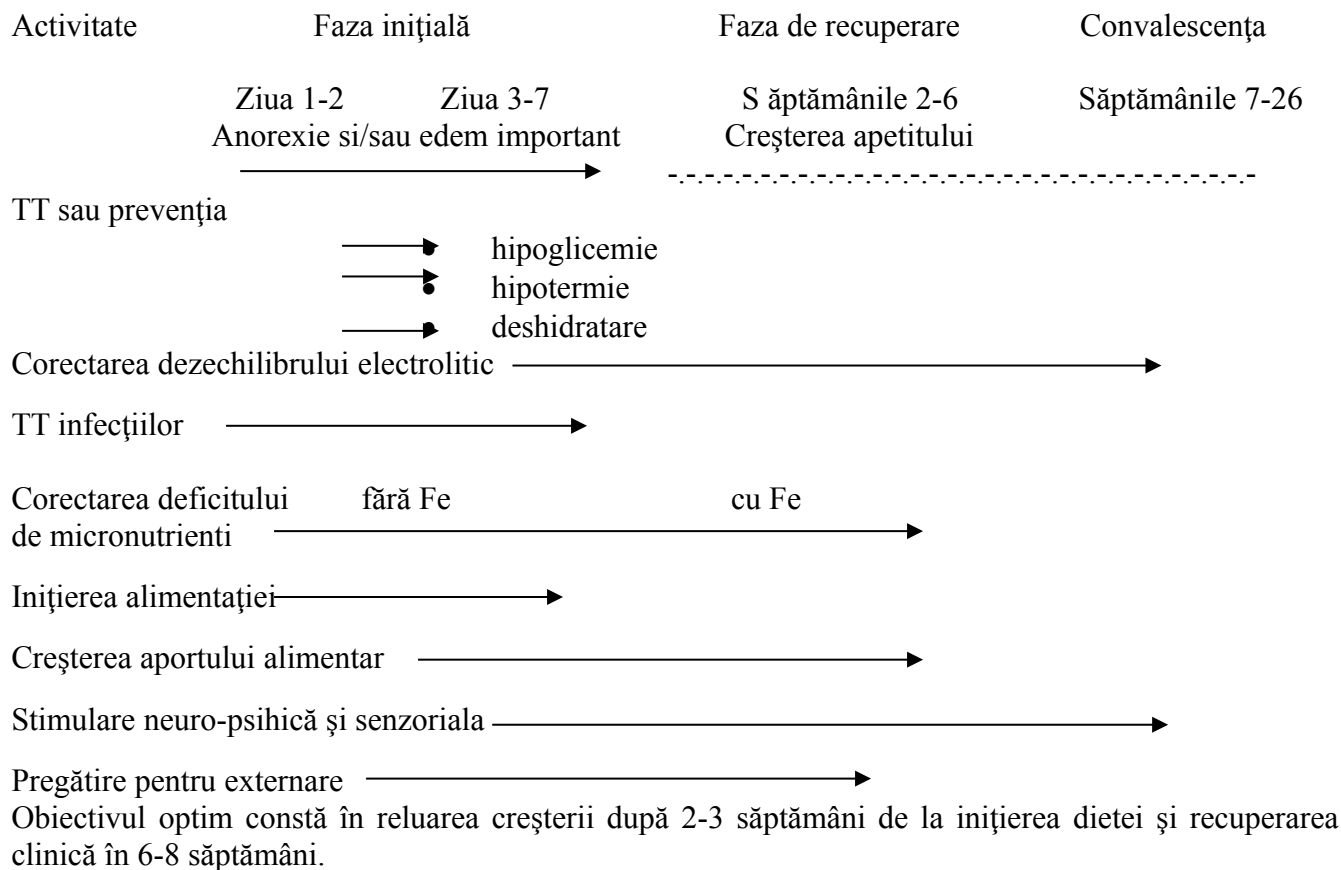 Activitate Faza iniţială Faza de recuperare Convalescenţa
Ziua 1-2 Ziua 3-7 S ăptămânile 2-6 Săptămânile 7-26
Anorexie si/sau edem important Creşterea apetitului
-.-.-.-.-.-.-.-.-.-.-.-.-.-.-.-.-.-.-.-.-.-.-.-.-.-.-.-.-.-.-.-
TT sau prevenţia
• hipoglicemie
• hipotermie
• deshidratare
Corectarea dezechilibrului electrolitic
TT infecţiilor
Corectarea deficitului fără Fe cu Fe
de micronutrienti
Iniţierea alimentaţiei
Creşterea aportului alimentar
Stimulare neuro-psihică şi senzoriala
Pregătire pentru externare
Obiectivul optim constă în reluarea creşterii după 2-3 săptămâni de la iniţierea dietei şi recuperarea
clinică în 6-8 săptămâni.